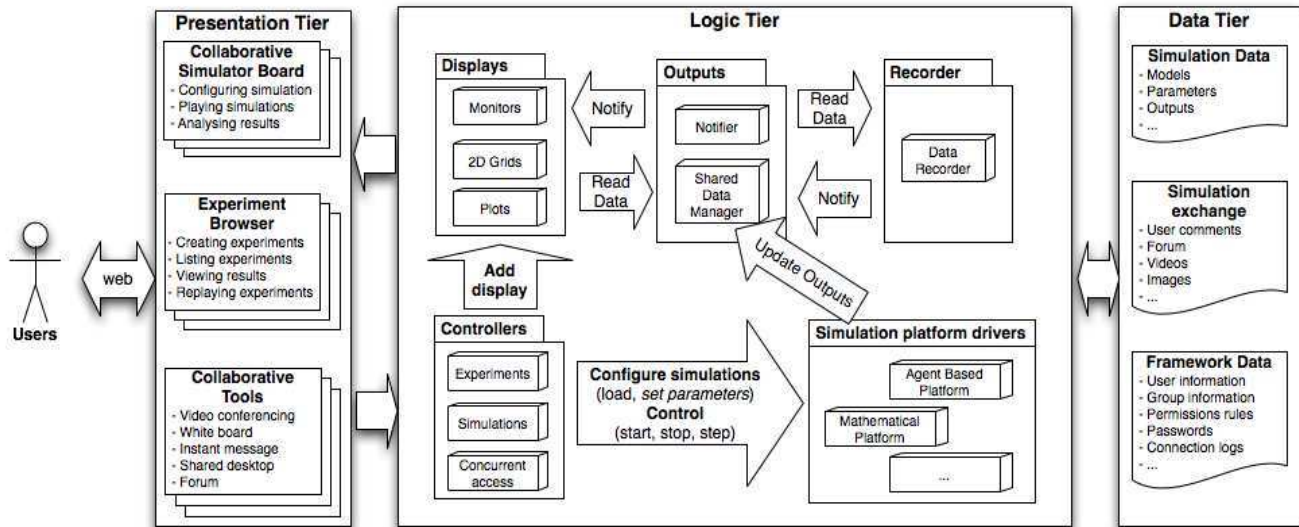 Presentation Tier
Collaborative
Simulator Board
- Configuring simulation
- Playing simulations
- Analysing results
Experiment
Browser
- Creating experiments
- Listing experiments
- Viewing results
- Replaying experiments
Collaborative
Tools
- Video conferencing
- White board
- Instant message
- Shared desktop
- Forum
Users
web
Logic Tier
Displays
Monitors
2D Grids
Plots
Notify
Read
Data
Outputs
Notifier
Shared
Data
Manager
Read
Data
Notify
Recorder
Data
Recorder
Add
display
Update Outputs
Controllers
Experiments
Simulations
Concurrent
access
Configure simulations
(load, set parameters)
Control
(start, stop, step)
Simulation platform drivers
Agent Based
Platform
Mathematical
Platform
...
Data Tier
Simulation Data
- Models
- Parameters
- Outputs
- ...
Simulation
exchange
- User comments
- Forum
- Videos
- Images
- ...
Framework Data
- User information
- Group information
- Permissions rules
- Passwords
- Connection logs
- ...